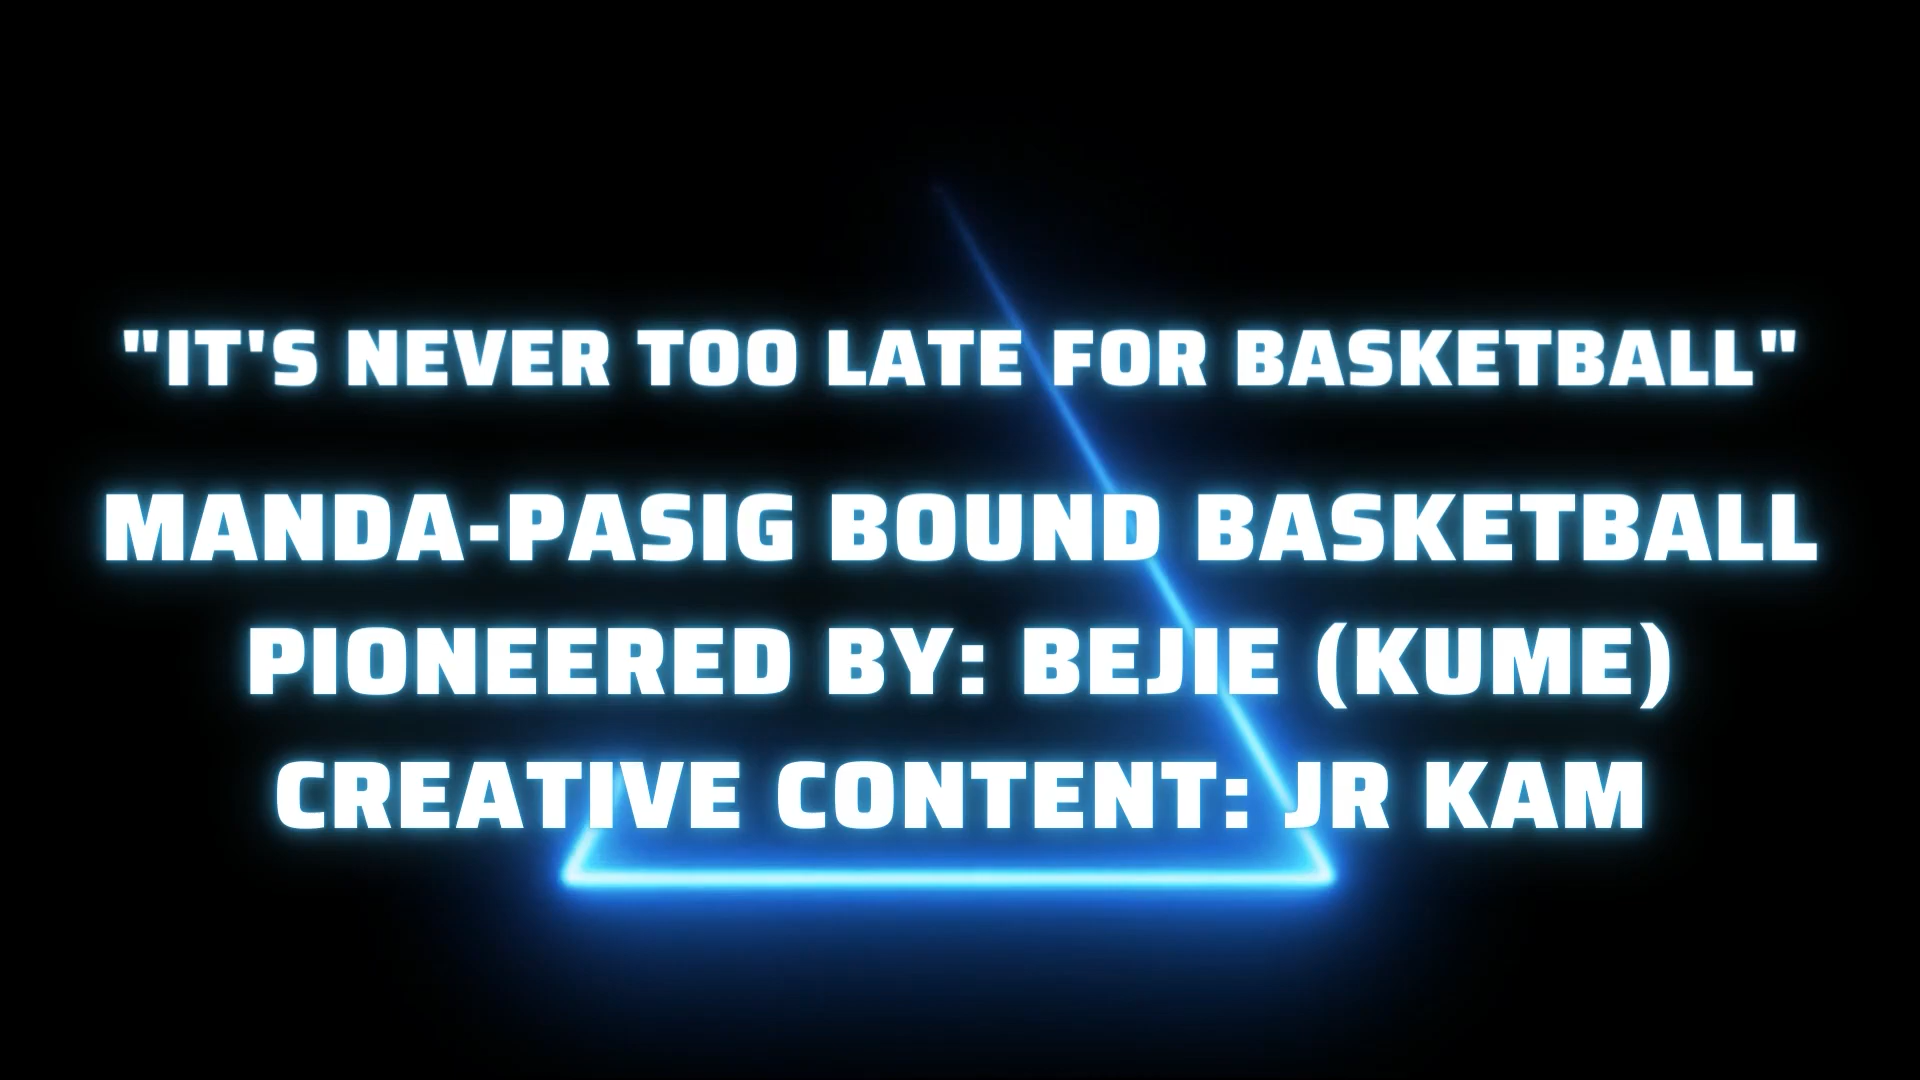 "IT'S NEVER TOO LATE FOR BASKETBALL"
MANDA-PASIG BOUND BASKETBALL
PIONEERED BY: BEJIE (KUME)
CREATIVE CONTENT: JR KAM